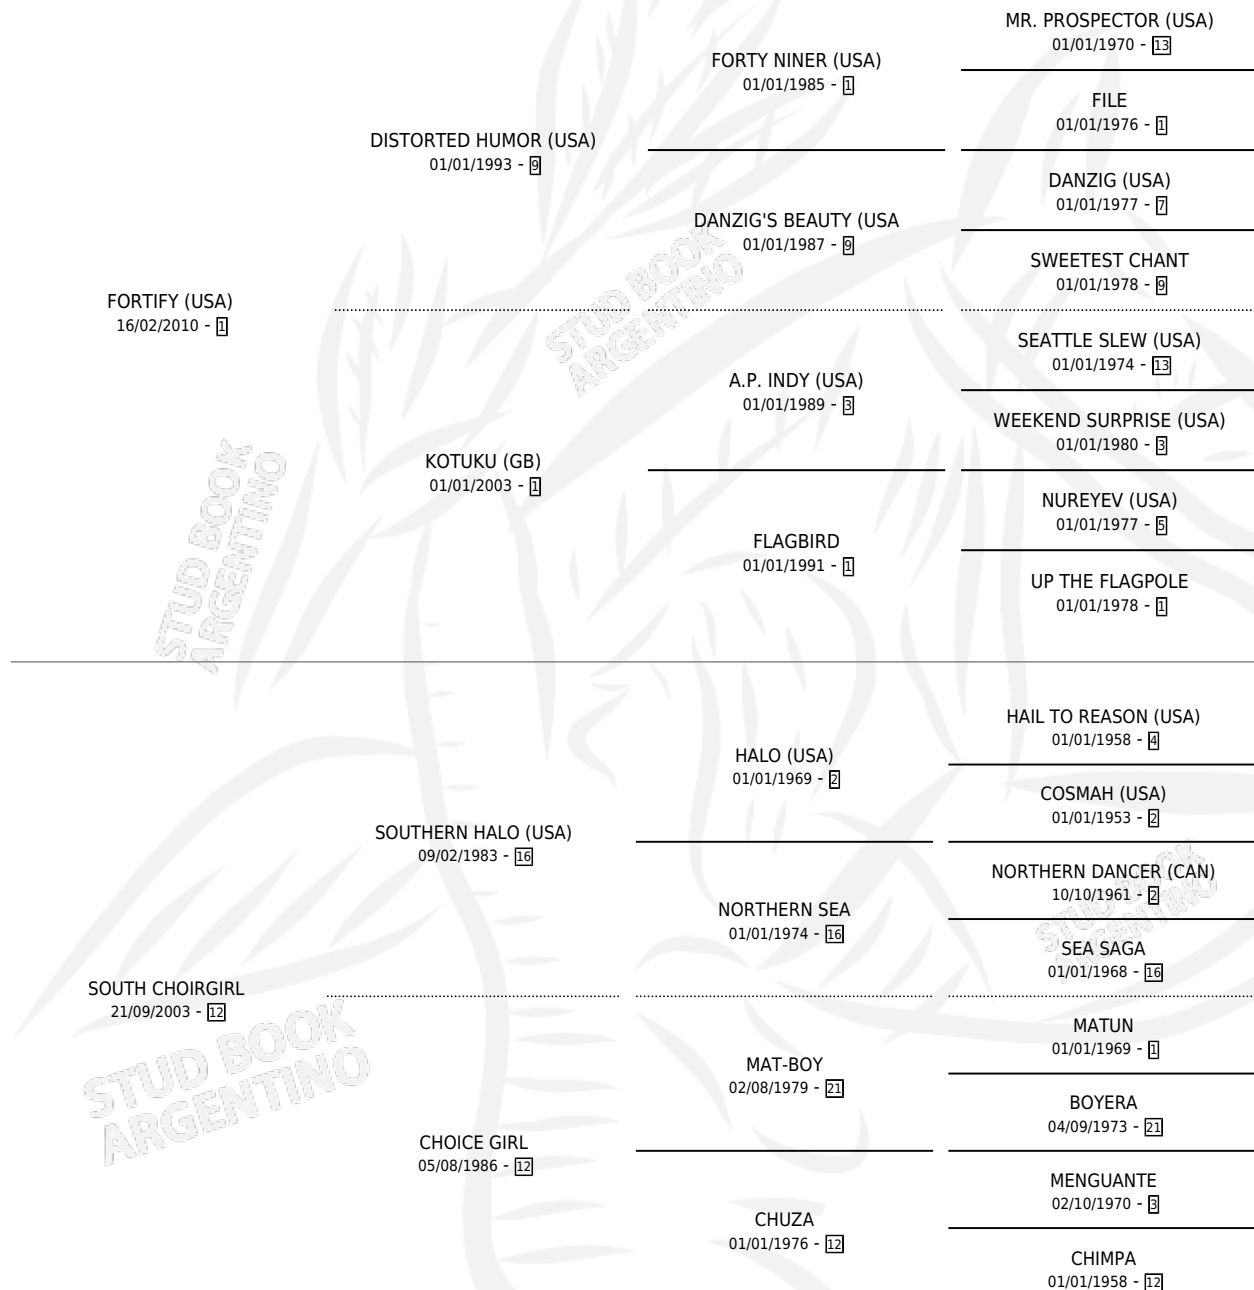 MR. PROSPECTOR (USA)
01/01/1970 - 13
FORTY NINER (USA)
01/01/1985 - 1
FILE
01/01/1976 - 1
DISTORTED HUMOR (USA)
01/01/1993 - 9
DANZIG (USA)
01/01/1977 - 7
DANZIG'S BEAUTY (USA
01/01/1987 - 9
SWEETEST CHANT
01/01/1978 - 9
FORTIFY (USA)
16/02/2010 - 1
STUD BOOK
ARGENTINO
SEATTLE SLEW (USA)
01/01/1974 - 13
A.P. INDY (USA)
01/01/1989 - 3
WEEKEND SURPRISE (USA)
01/01/1980 - 3
KOTUKU (GB)
01/01/2003 - 1
NUREYEV (USA)
01/01/1977 - 5
FLAGBIRD
01/01/1991 - 1
UP THE FLAGPOLE
01/01/1978 - 1
STUD BOOK
ARGENTINO
HAIL TO REASON (USA)
01/01/1958 - 4
HALO (USA)
01/01/1969 - 2
COSMAH (USA)
01/01/1953 - 2
SOUTHERN HALO (USA)
09/02/1983 - 16
NORTHERN DANCER (CAN)
10/10/1961 - 2
NORTHERN SEA
01/01/1974 - 16
SEA SAGA
01/01/1968 - 16
STUD BOOK
ARGENTINO
SOUTH CHOIRGIRL
21/09/2003 - 12
STUD BOOK
ARGENTINO
MATUN
01/01/1969 - 1
MAT-BOY
02/08/1979 - 21
BOYERA
04/09/1973 - 21
CHOICE GIRL
05/08/1986 - 12
MENGUANTE
02/10/1970 - 3
CHUZA
01/01/1976 - 12
CHIMPA
01/01/1958 - 12